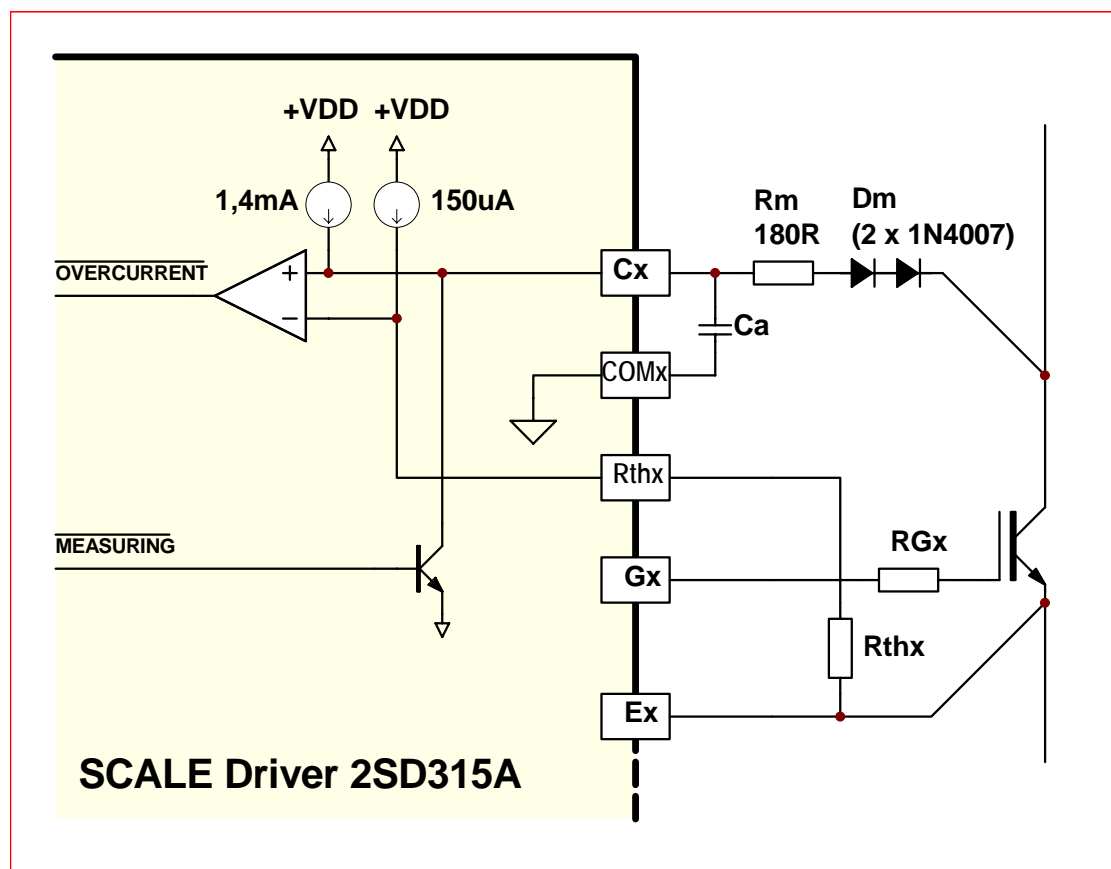 +VDD +VDD
1,4mA
150uA
Rm
180R
Dm
(2 x 1N4007)
OVERCURRENT
+
−
Cx
Ca
COMx
Rthx
MEASURING
Gx
RGx
Rthx
Ex
SCALE Driver 2SD315A